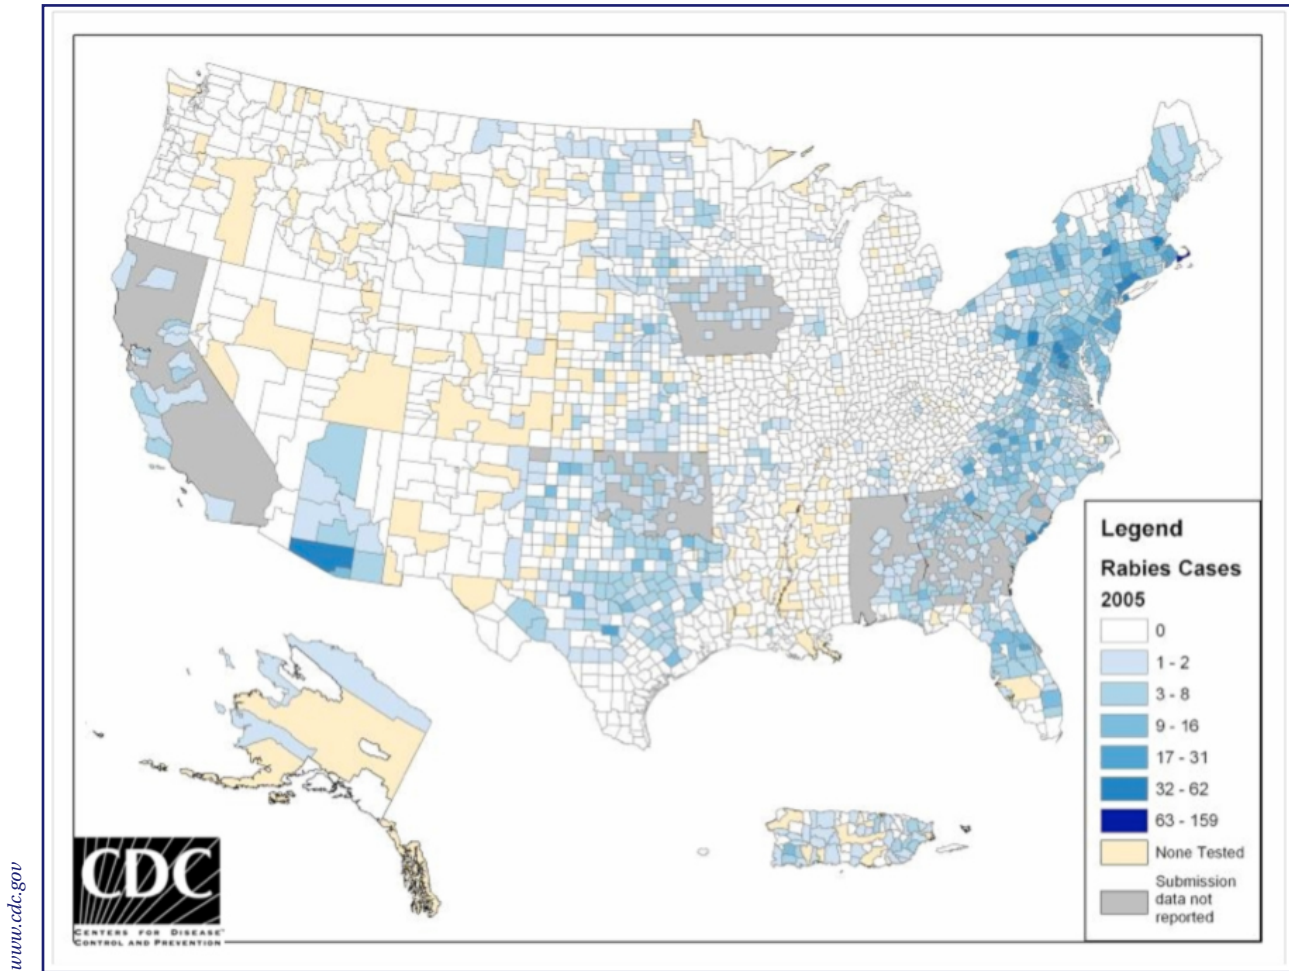 www.cdc.gov
Legend
Rabies Cases
2005
0
1 - 2
3 - 8
9 - 16
17 - 31
32 - 62
63 - 159
None Tested
Submission
data not
reported
CDC
CENTERS FOR DISEASE
CONTROL AND PREVENTION